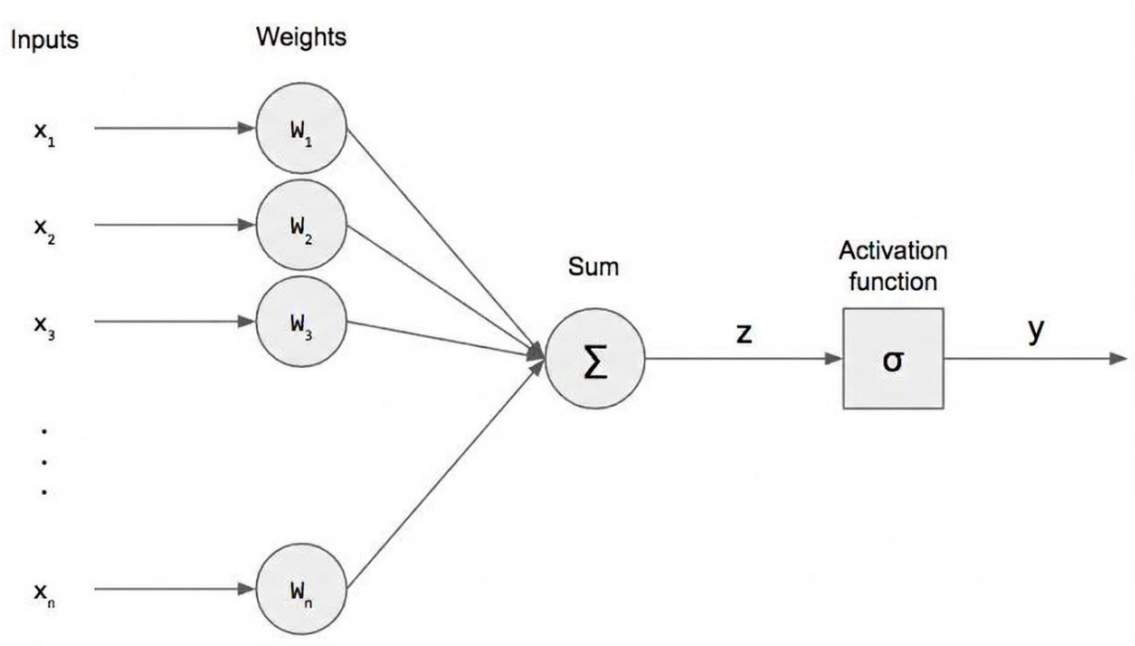 Inputs
Weights
x₁
W₁
x₂
W₂
x₃
W₃
.
.
.
xₙ
Wₙ
Sum
Σ
z
Activation
function
σ
y